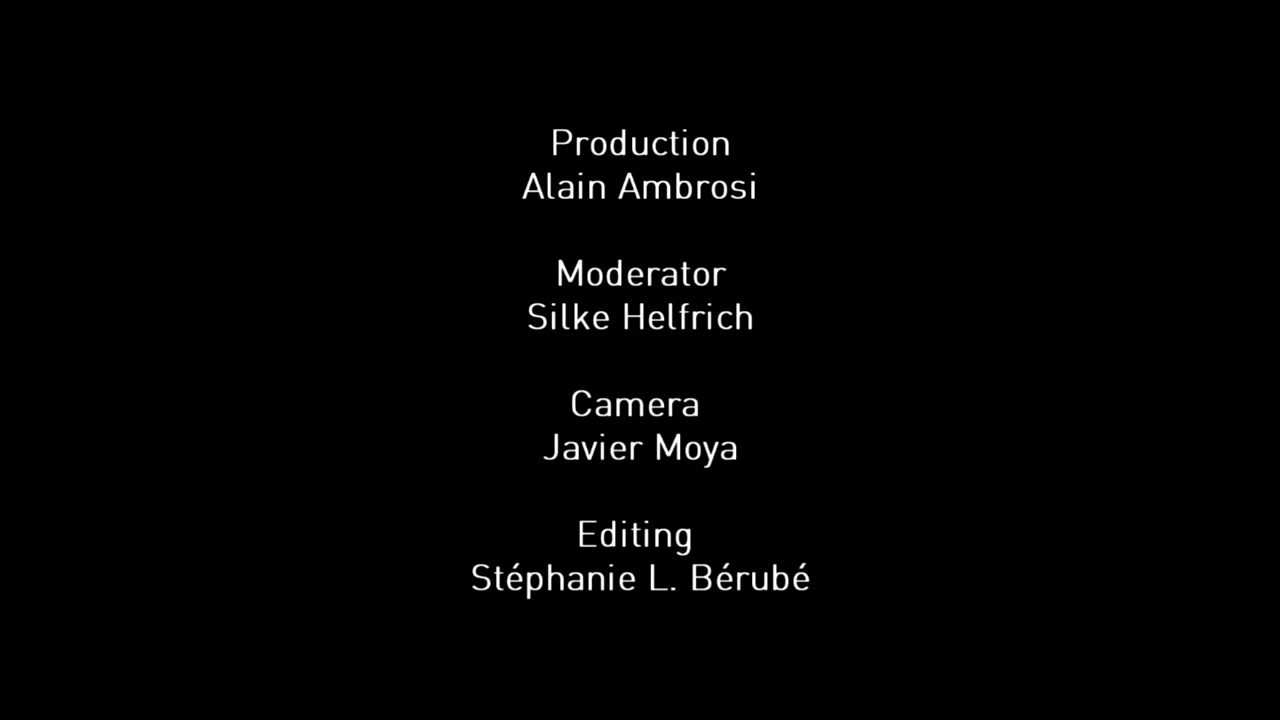 Production
Alain Ambrosi
Moderator
Silke Helfrich
Camera
Javier Moya
Editing
Stéphanie L. Bérubé